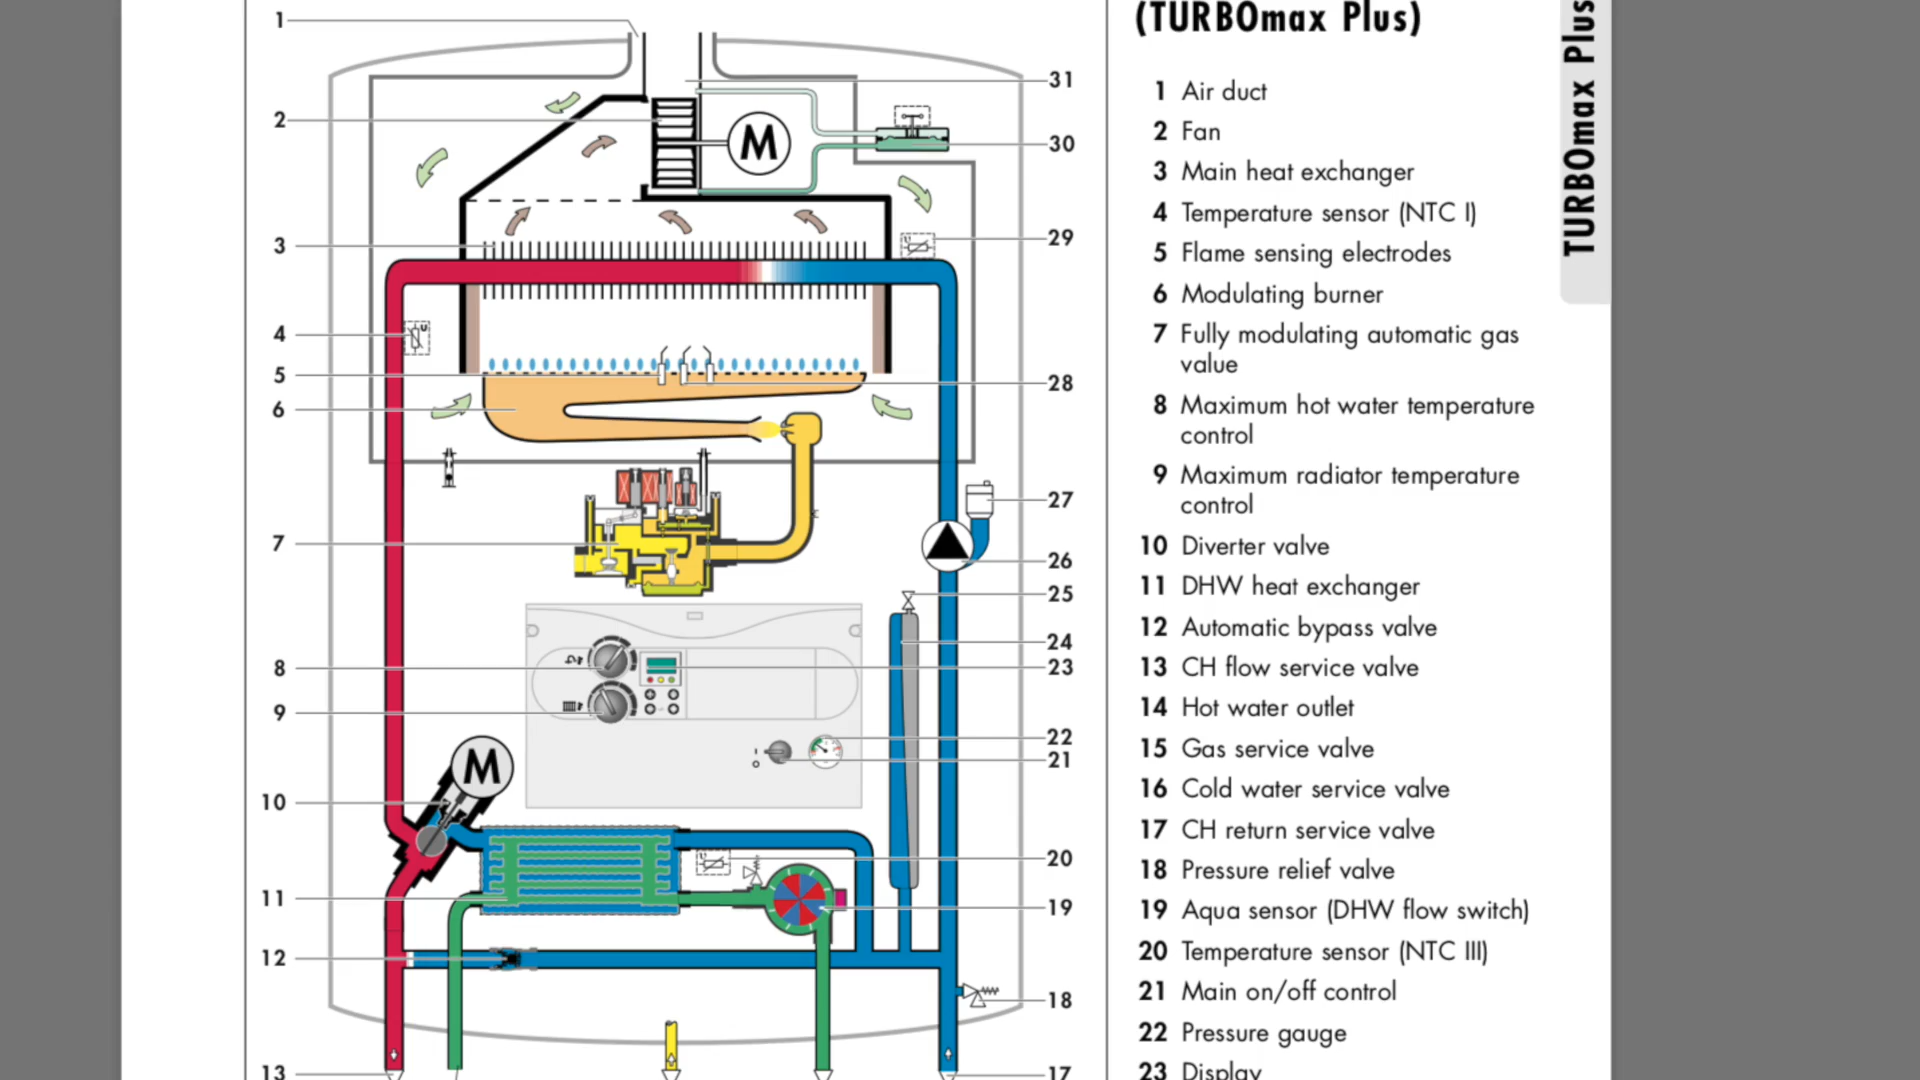 1
2
3
4
5
6
7
8
9
10
11
12
13
M
M
31
30
29
28
27
26
25
24
23
22
21
20
19
18
17
(TURBOmax Plus)
1 Air duct
2 Fan
3 Main heat exchanger
4 Temperature sensor (NTC I)
5 Flame sensing electrodes
6 Modulating burner
7 Fully modulating automatic gas
value
8 Maximum hot water temperature
control
9 Maximum radiator temperature
control
10 Diverter valve
11 DHW heat exchanger
12 Automatic bypass valve
13 CH flow service valve
14 Hot water outlet
15 Gas service valve
16 Cold water service valve
17 CH return service valve
18 Pressure relief valve
19 Aqua sensor (DHW flow switch)
20 Temperature sensor (NTC III)
21 Main on/off control
22 Pressure gauge
23 Display
TURBOmax Plus